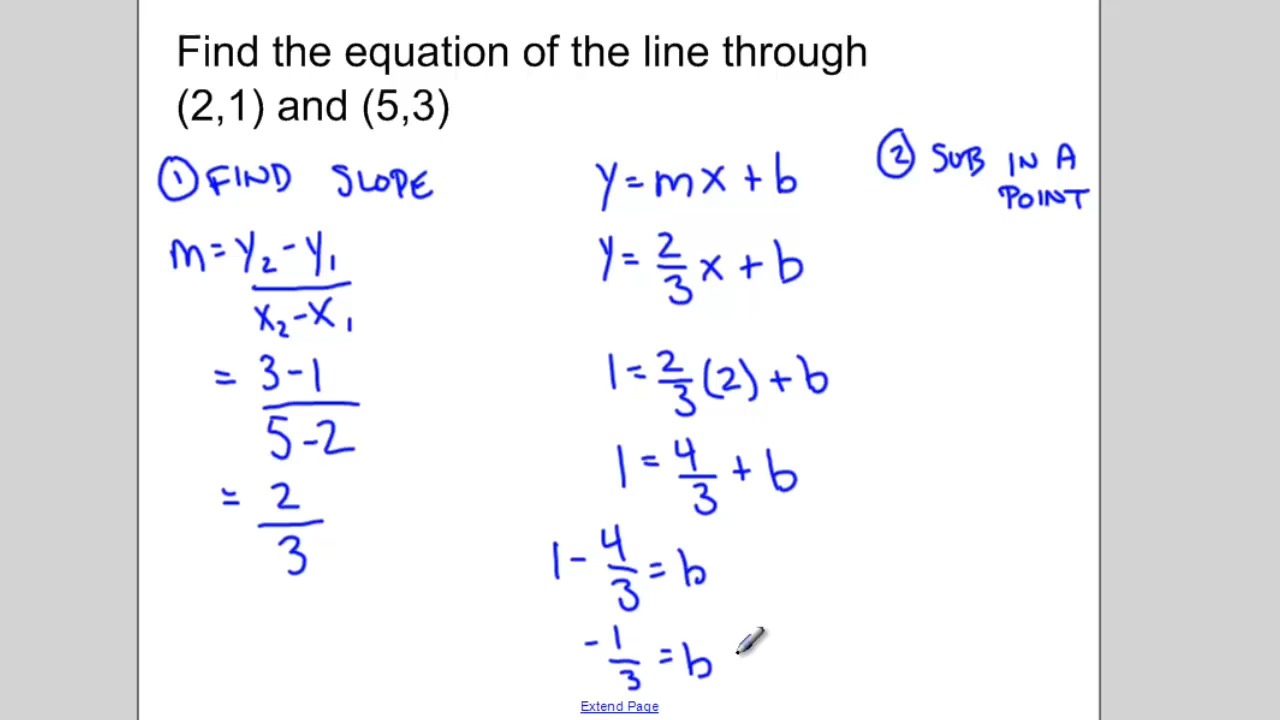 Find the equation of the line through
(2,1) and (5,3)
① FIND SLOPE
m = y₂ - y₁
x₂ - x₁
= 3 - 1
5 - 2
= 2
3
y = mx + b
y = 2/3 x + b
1 = 2/3 (2) + b
1 = 4/3 + b
1 - 4/3 = b
- 1/3 = b
② SUB IN A
POINT
Extend Page